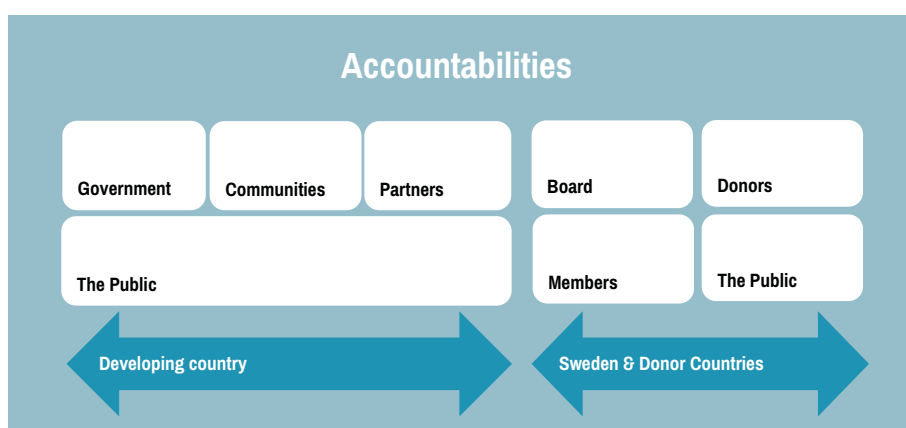 Accountabilities
Government
Communities
Partners
Board
Donors
The Public
Members
The Public
Developing country
Sweden & Donor Countries